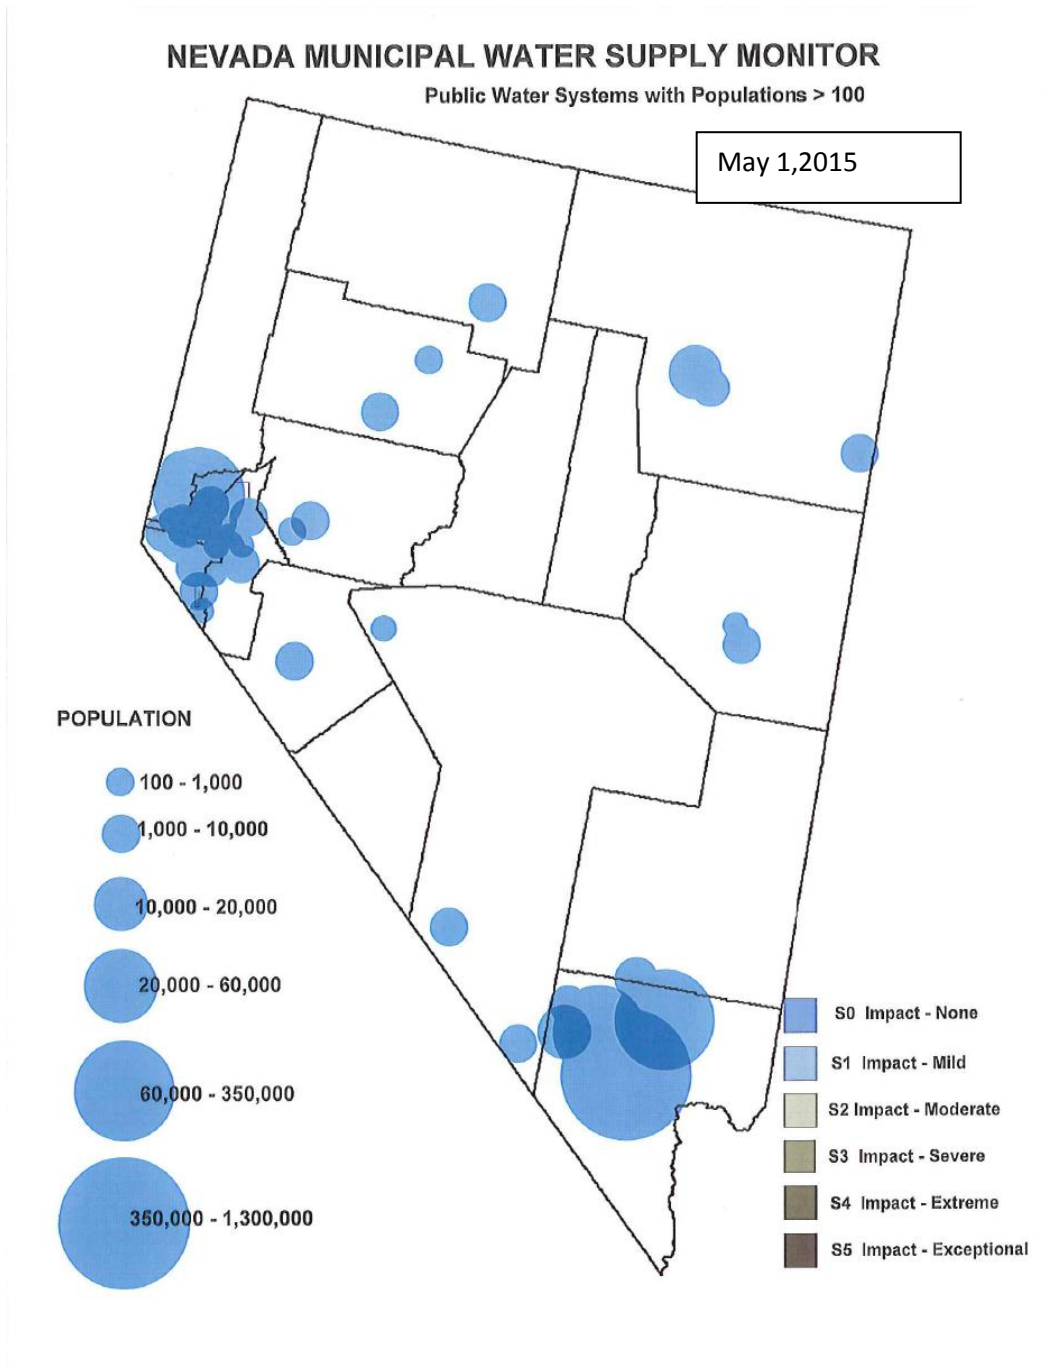 NEVADA MUNICIPAL WATER SUPPLY MONITOR
Public Water Systems with Populations > 100
May 1,2015
POPULATION
100 - 1,000
1,000 - 10,000
10,000 - 20,000
20,000 - 60,000
60,000 - 350,000
350,000 - 1,300,000
S0 Impact - None
S1 Impact - Mild
S2 Impact - Moderate
S3 Impact - Severe
S4 Impact - Extreme
S5 Impact - Exceptional